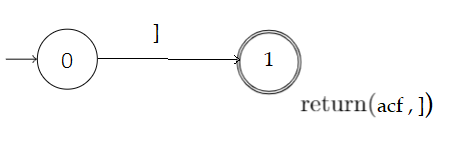 ]
0
1
return(acf , ])